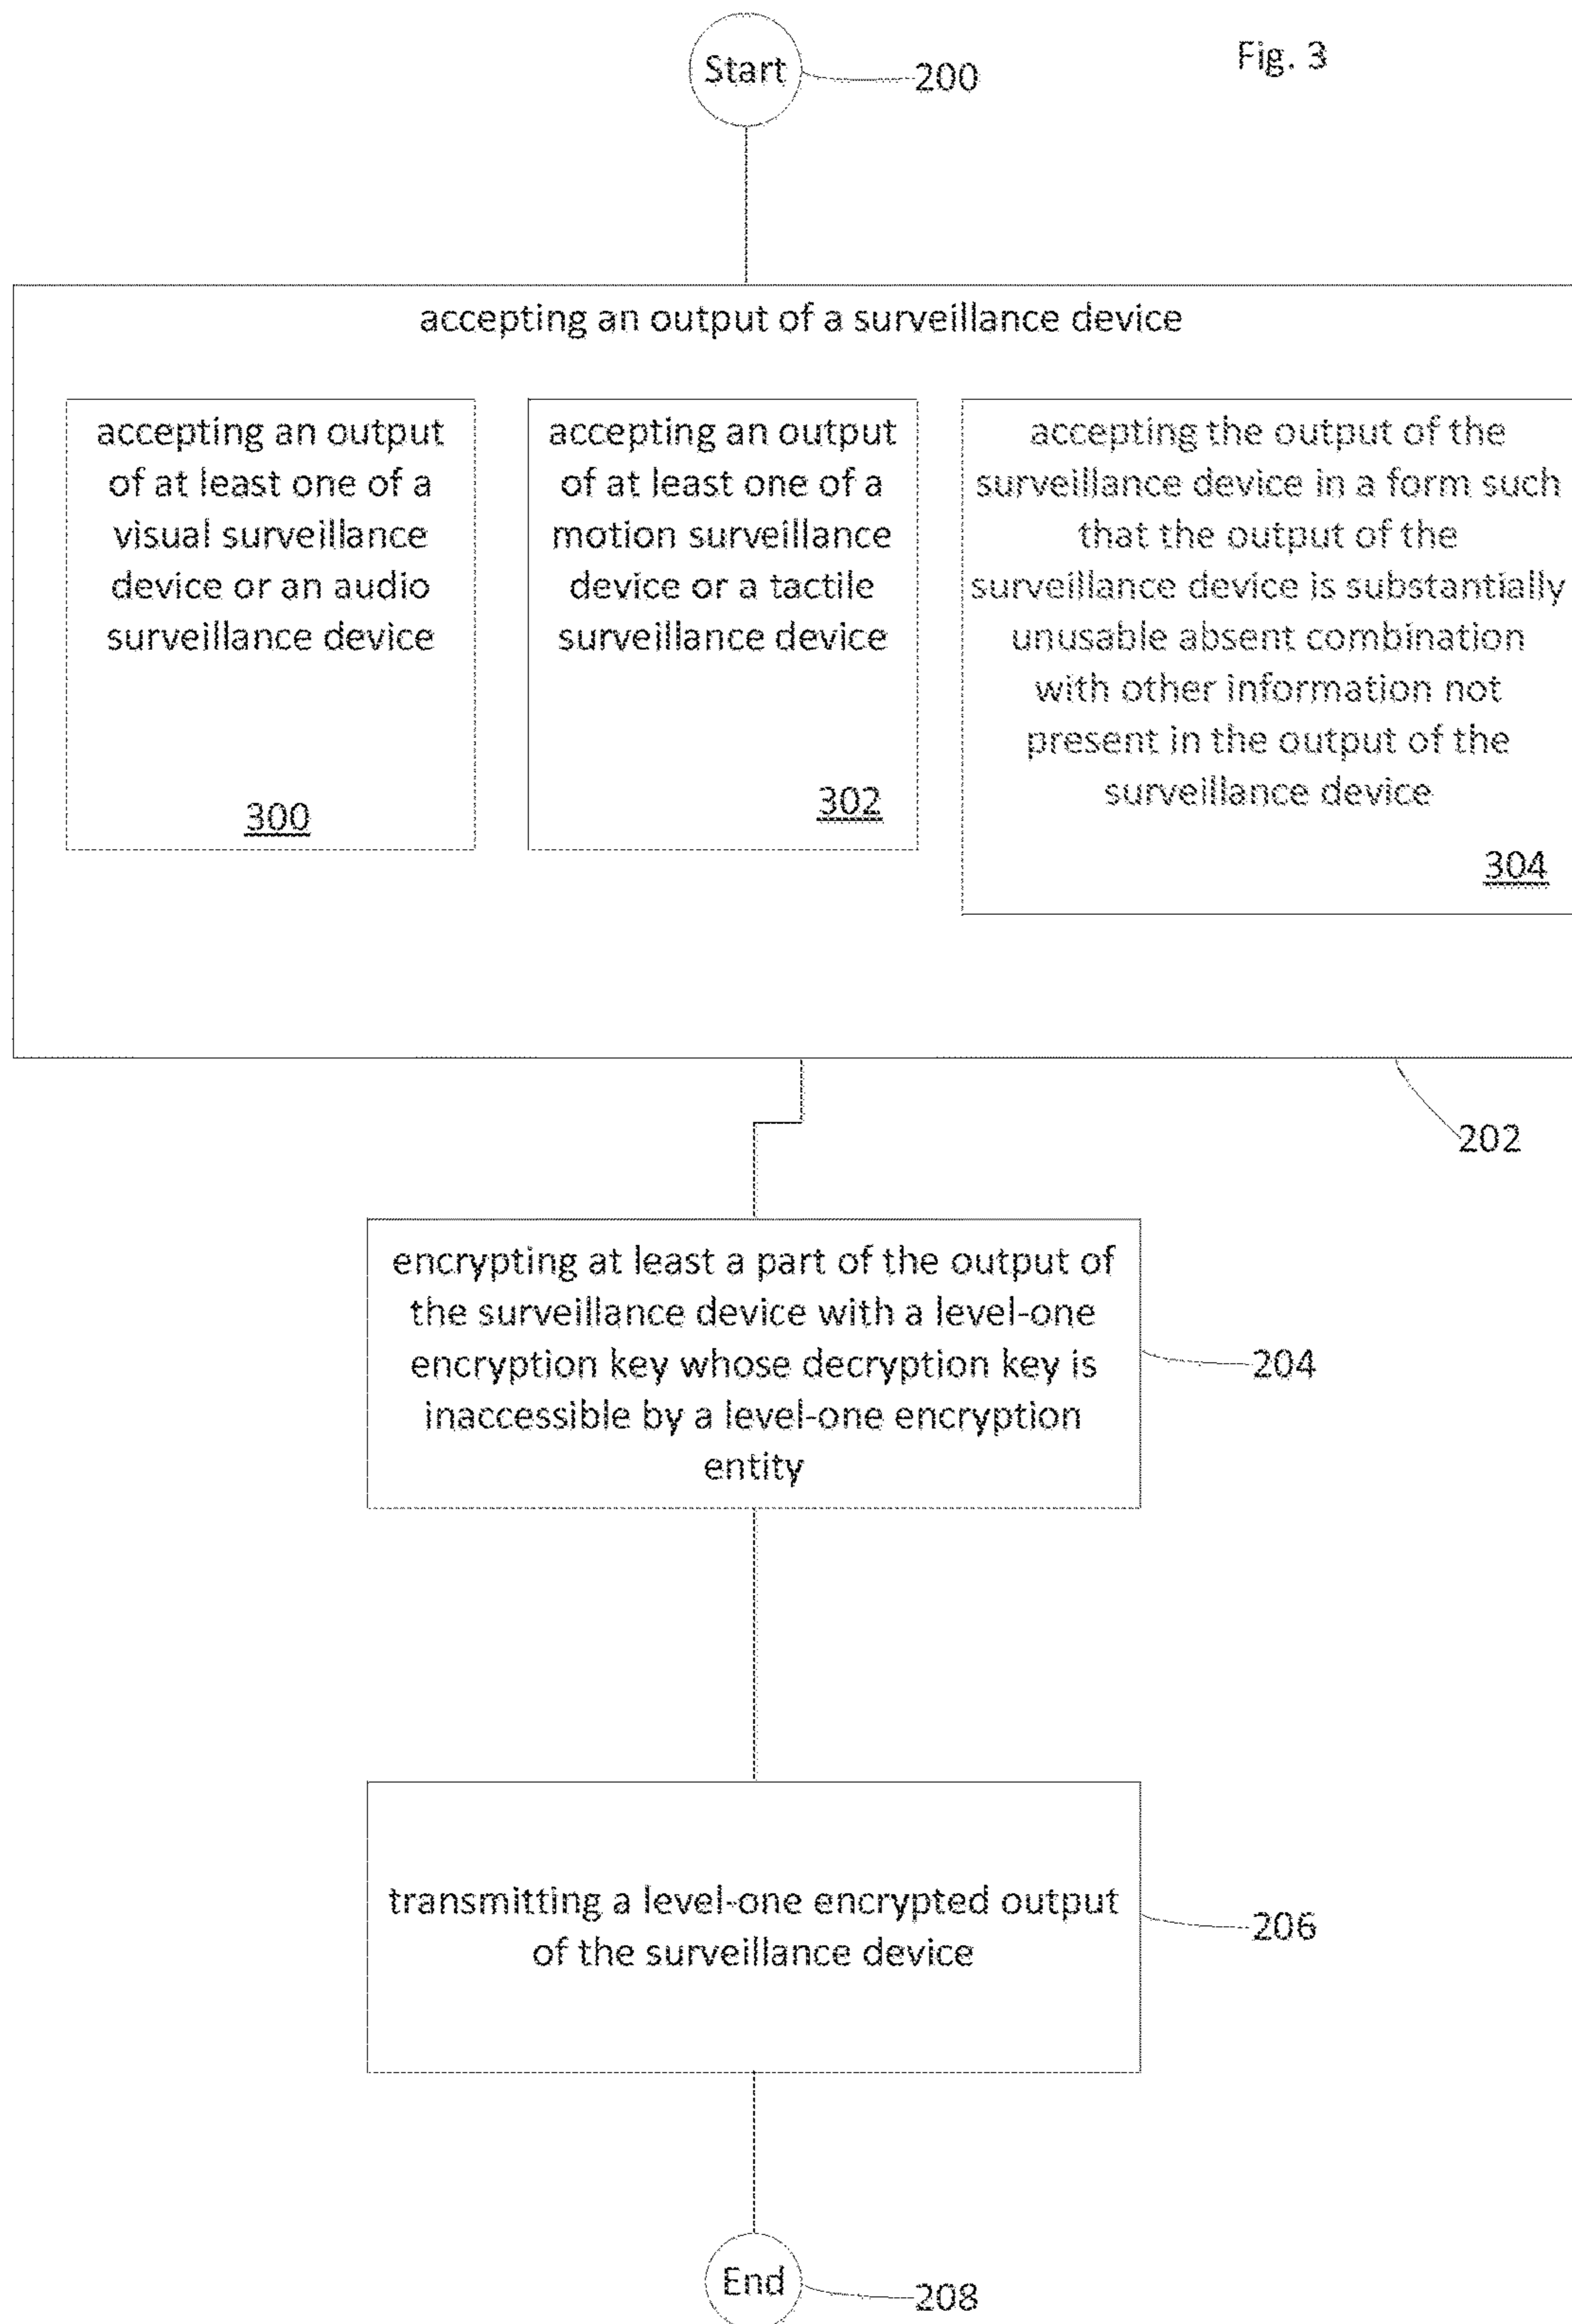 Start
200
Fig. 3
accepting an output of a surveillance device
accepting an output
of at least one of a
visual surveillance
device or an audio
surveillance device
300
accepting an output
of at least one of a
motion surveillance
device or a tactile
surveillance device
302
accepting the output of the
surveillance device in a form such
that the output of the
surveillance device is substantially
unusable absent combination
with other information not
present in the output of the
surveillance device
304
202
encrypting at least a part of the output of
the surveillance device with a level-one
encryption key whose decryption key is
inaccessible by a level-one encryption
entity
204
transmitting a level-one encrypted output
of the surveillance device
206
End
208